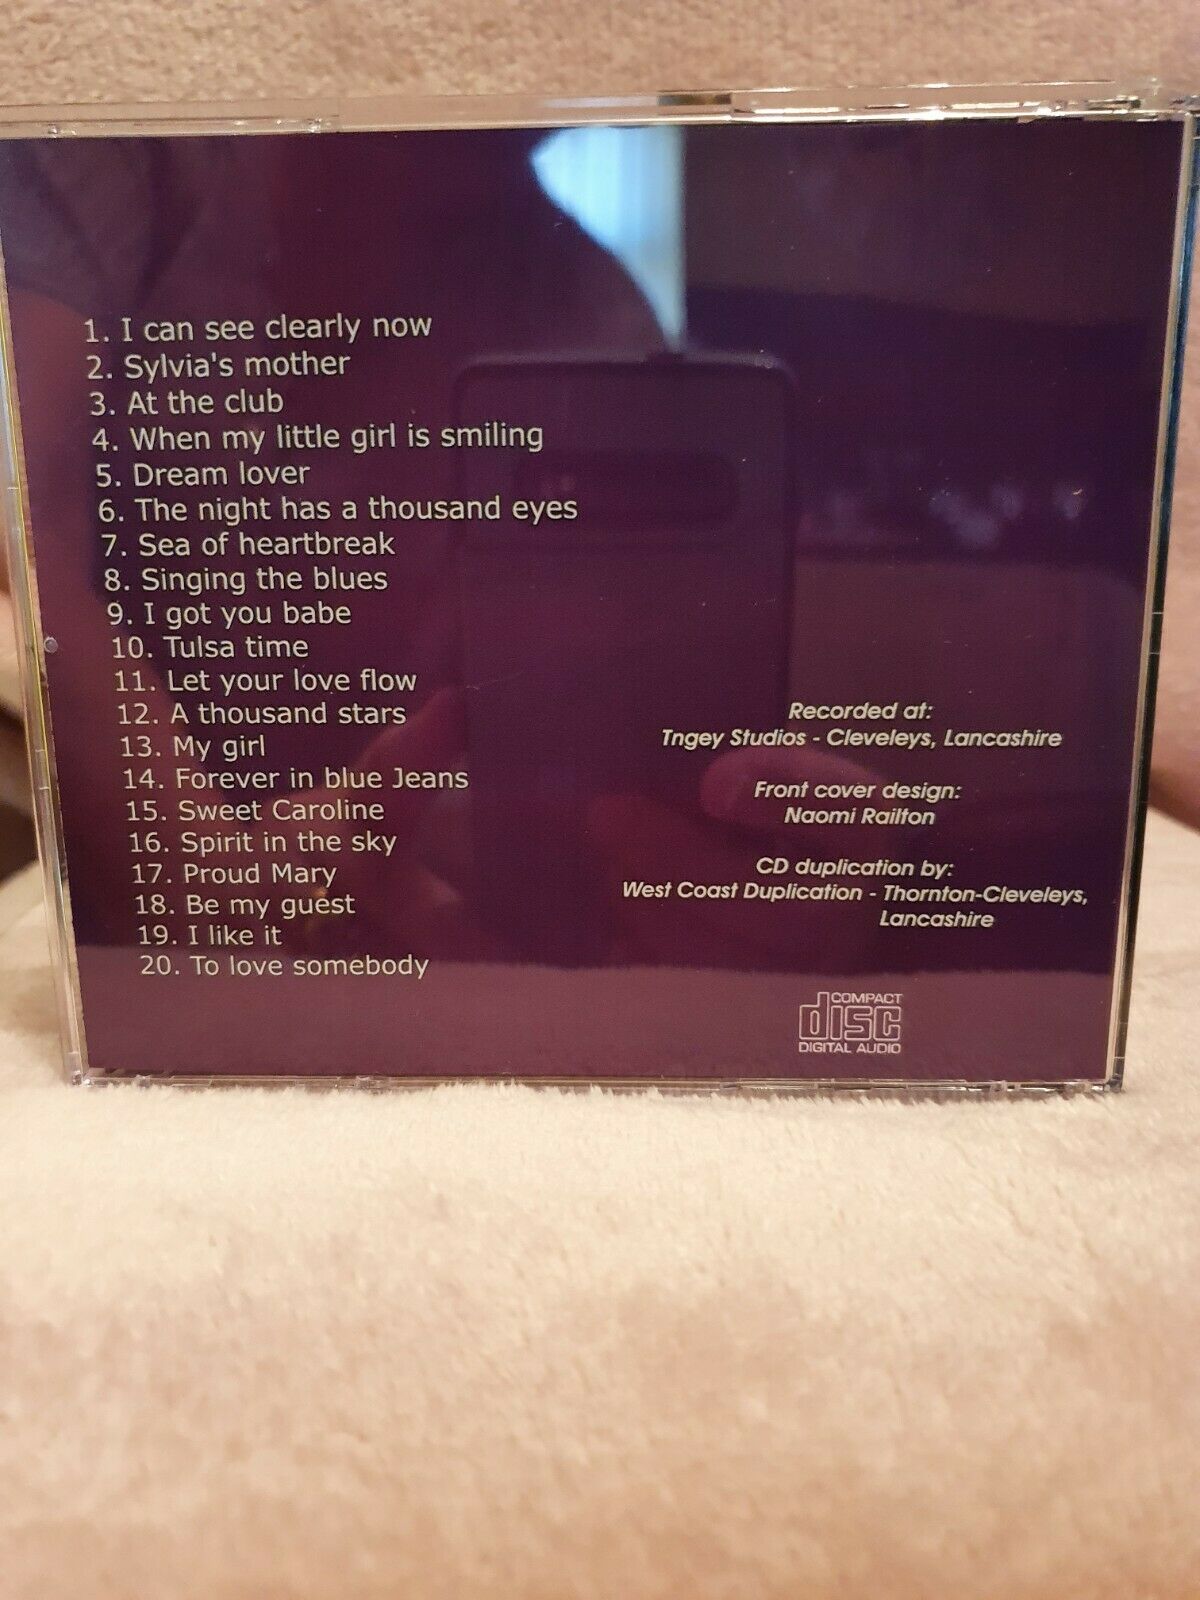 1. I can see clearly now
2. Sylvia's mother
3. At the club
4. When my little girl is smiling
5. Dream lover
6. The night has a thousand eyes
7. Sea of heartbreak
8. Singing the blues
9. I got you babe
10. Tulsa time
11. Let your love flow
12. A thousand stars
13. My girl
14. Forever in blue Jeans
15. Sweet Caroline
16. Spirit in the sky
17. Proud Mary
18. Be my guest
19. I like it
20. To love somebody
Recorded at:
Tngey Studios - Cleveleys, Lancashire
Front cover design:
Naomi Railton
CD duplication by:
West Coast Duplication - Thornton-Cleveleys,
Lancashire
COMPACT
disc
DIGITAL AUDIO